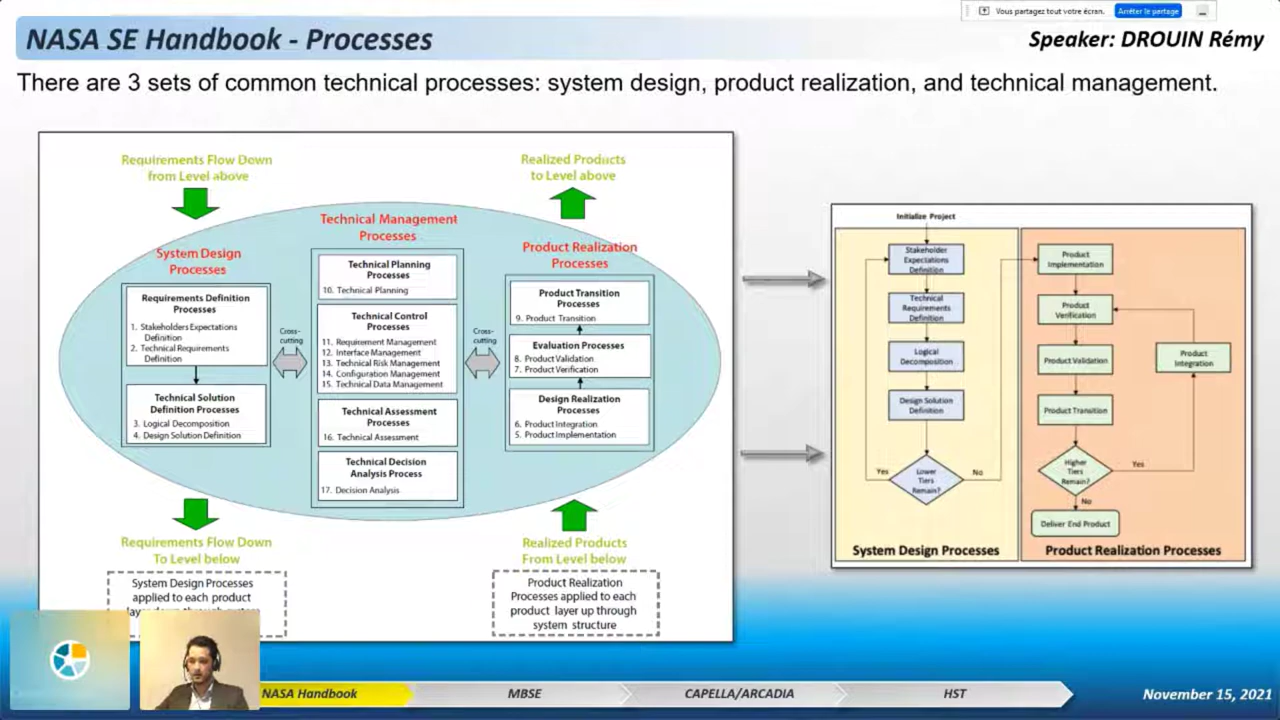 Vous partagez tout votre écran.
Arrêter le partage
NASA SE Handbook - Processes
Speaker: DROUIN Rémy
There are 3 sets of common technical processes: system design, product realization, and technical management.
Requirements Flow Down
from Level above
Realized Products
to Level above
System Design
Processes
Technical Management
Processes
Product Realization
Processes
Requirements Definition
Processes
1. Stakeholders Expectations
Definition
2. Technical Requirements
Definition
Technical Solution
Definition Processes
3. Logical Decomposition
4. Design Solution Definition
Cross-
cutting
Technical Planning
Processes
10. Technical Planning
Technical Control
Processes
11. Requirement Management
12. Interface Management
13. Technical Risk Management
14. Configuration Management
15. Technical Data Management
Technical Assessment
Processes
16. Technical Assessment
Technical Decision
Analysis Process
17. Decision Analysis
Cross-
cutting
Product Transition
Processes
9. Product Transition
Evaluation Processes
8. Product Validation
7. Product Verification
Design Realization
Processes
6. Product Integration
5. Product Implementation
Requirements Flow Down
To Level below
Realized Products
From Level below
System Design Processes
applied to each product
Product Realization
Processes applied to each
product layer up through
system structure
Initialize Project
Stakeholder
Expectations
Definition
Technical
Requirements
Definition
Logical
Decomposition
Design Solution
Definition
Yes
Lower
Tiers
Remain?
No
System Design Processes
Product
Implementation
Product
Verification
Product Validation
Product Transition
Product
Integration
Higher
Tiers
Remain?
Yes
No
Deliver End Product
Product Realization Processes
NASA Handbook
MBSE
CAPELLA/ARCADIA
HST
November 15, 2021